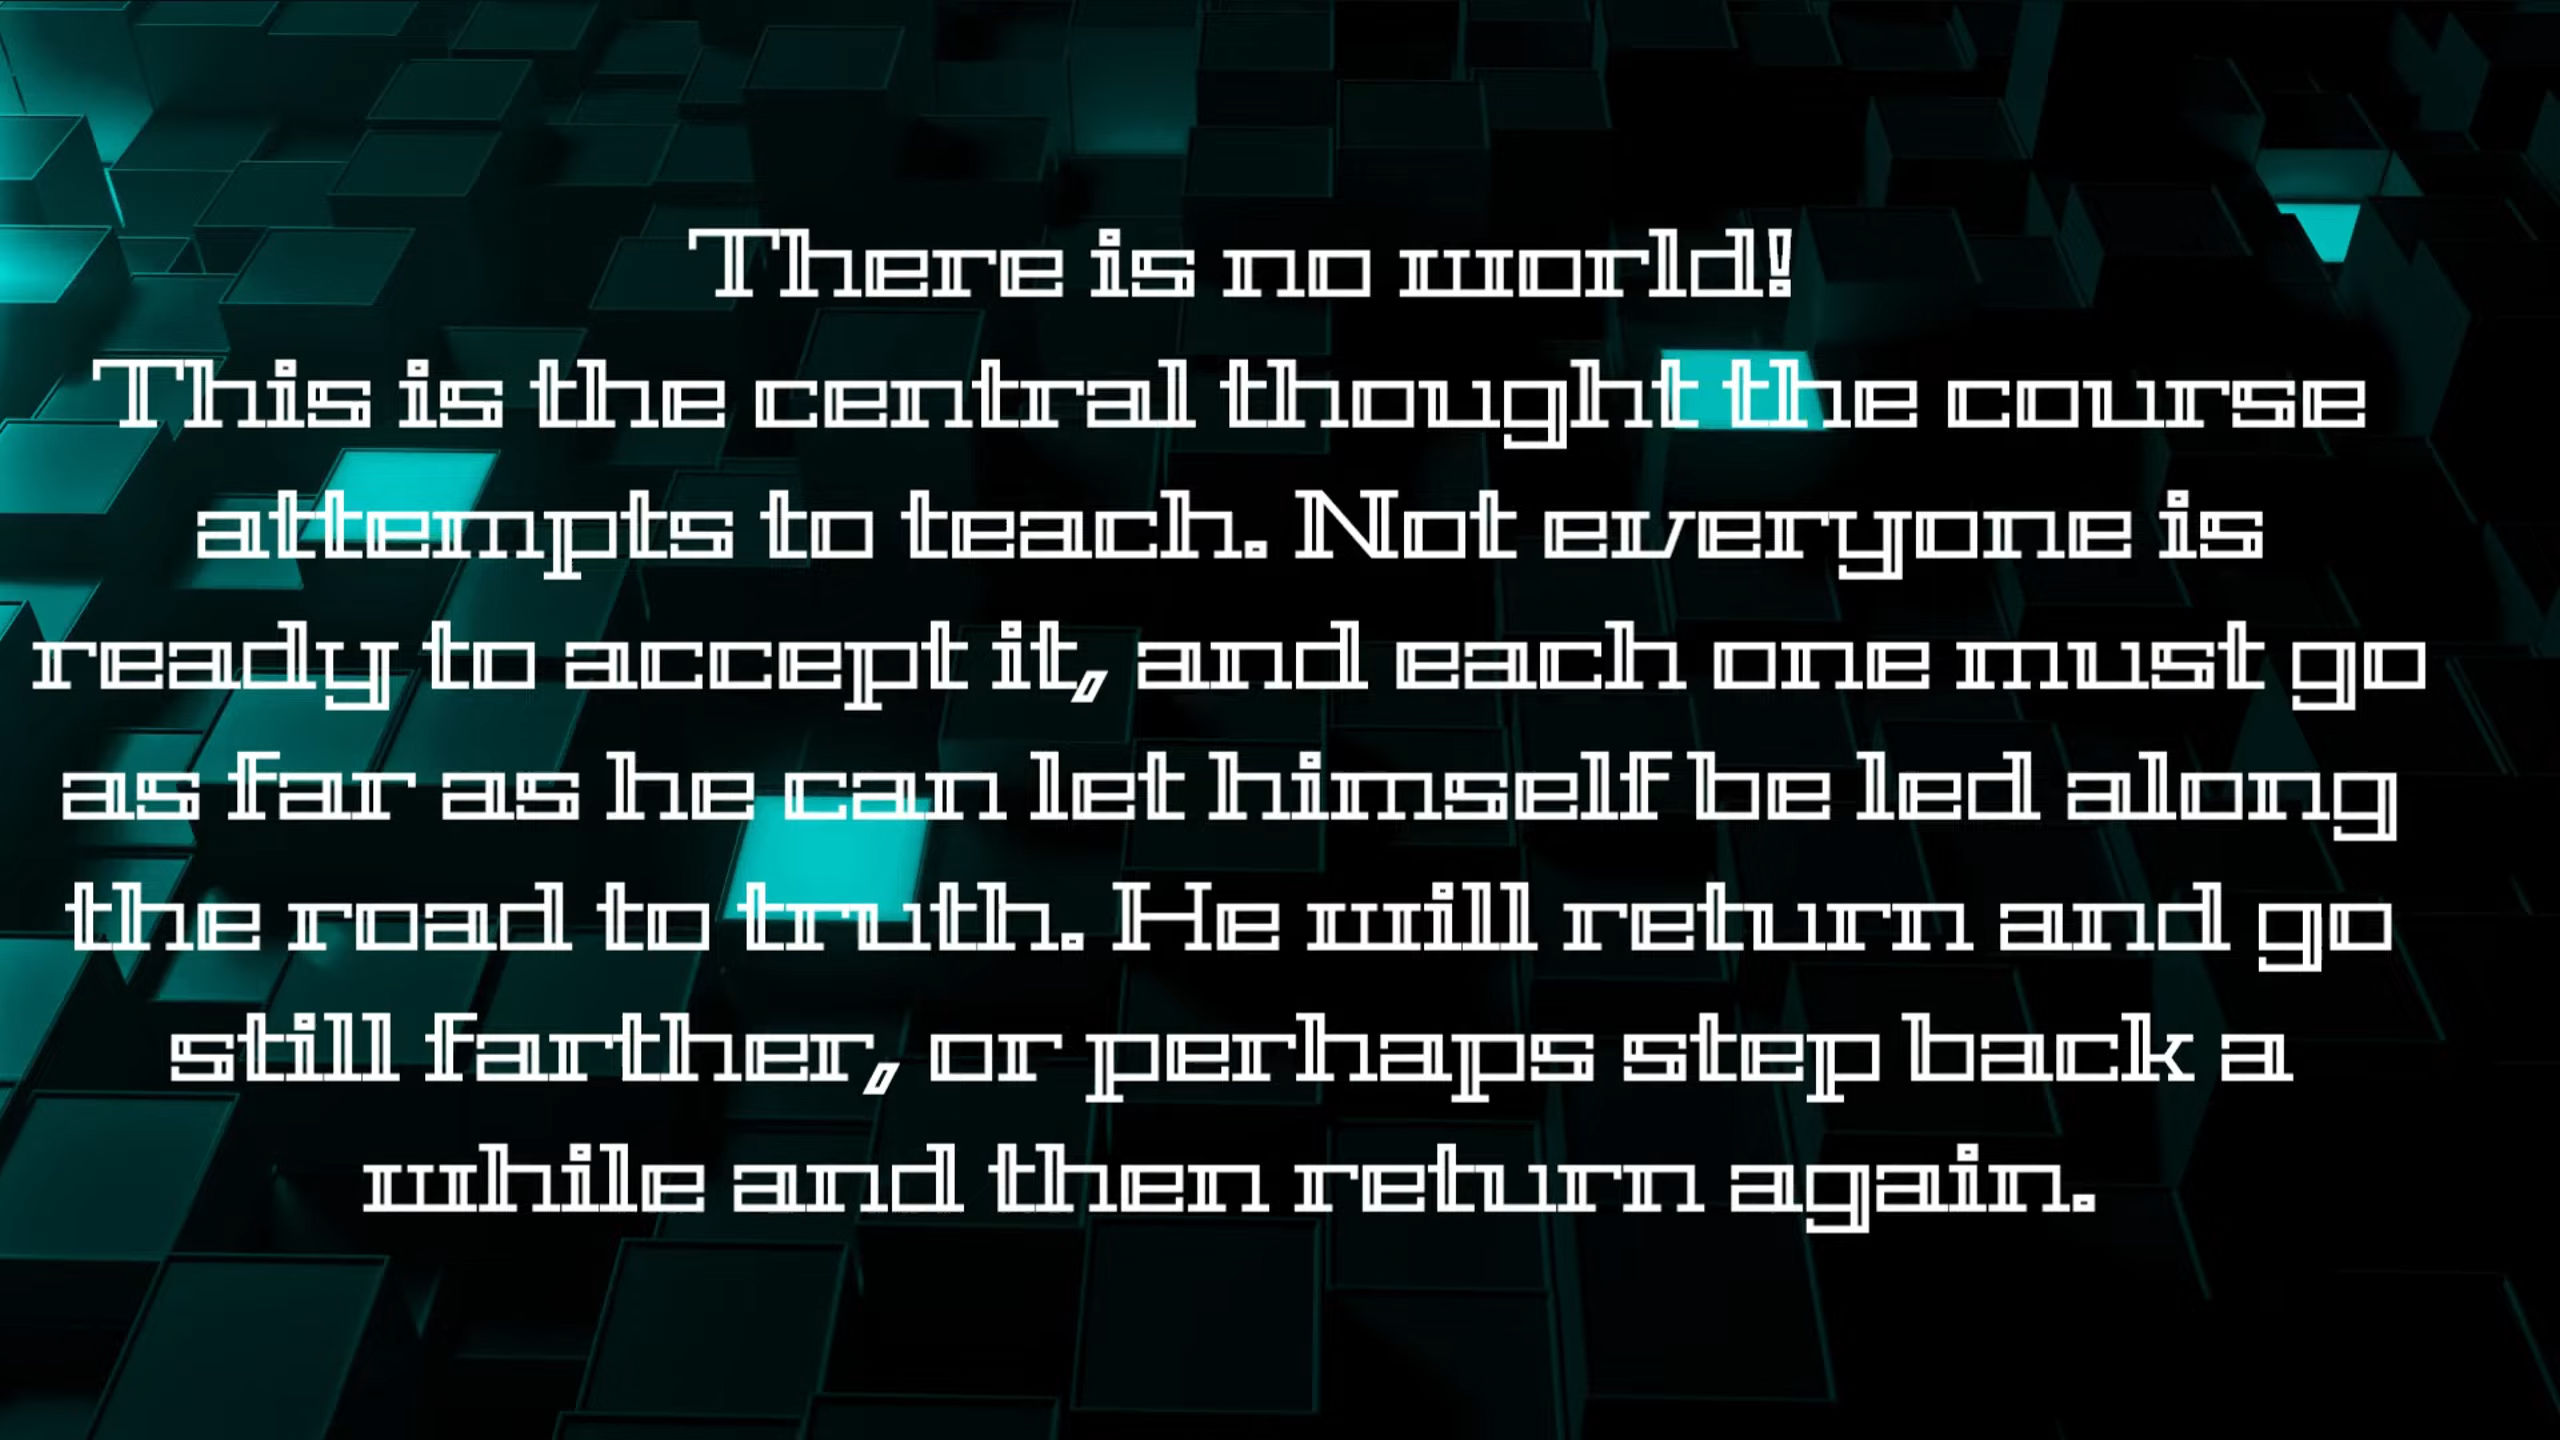 There is no world!
This is the central thought the course
attempts to teach. Not everyone is
ready to accept it, and each one must go
as far as he can let himself be led along
the road to truth. He will return and go
still farther, or perhaps step back a
while and then return again.